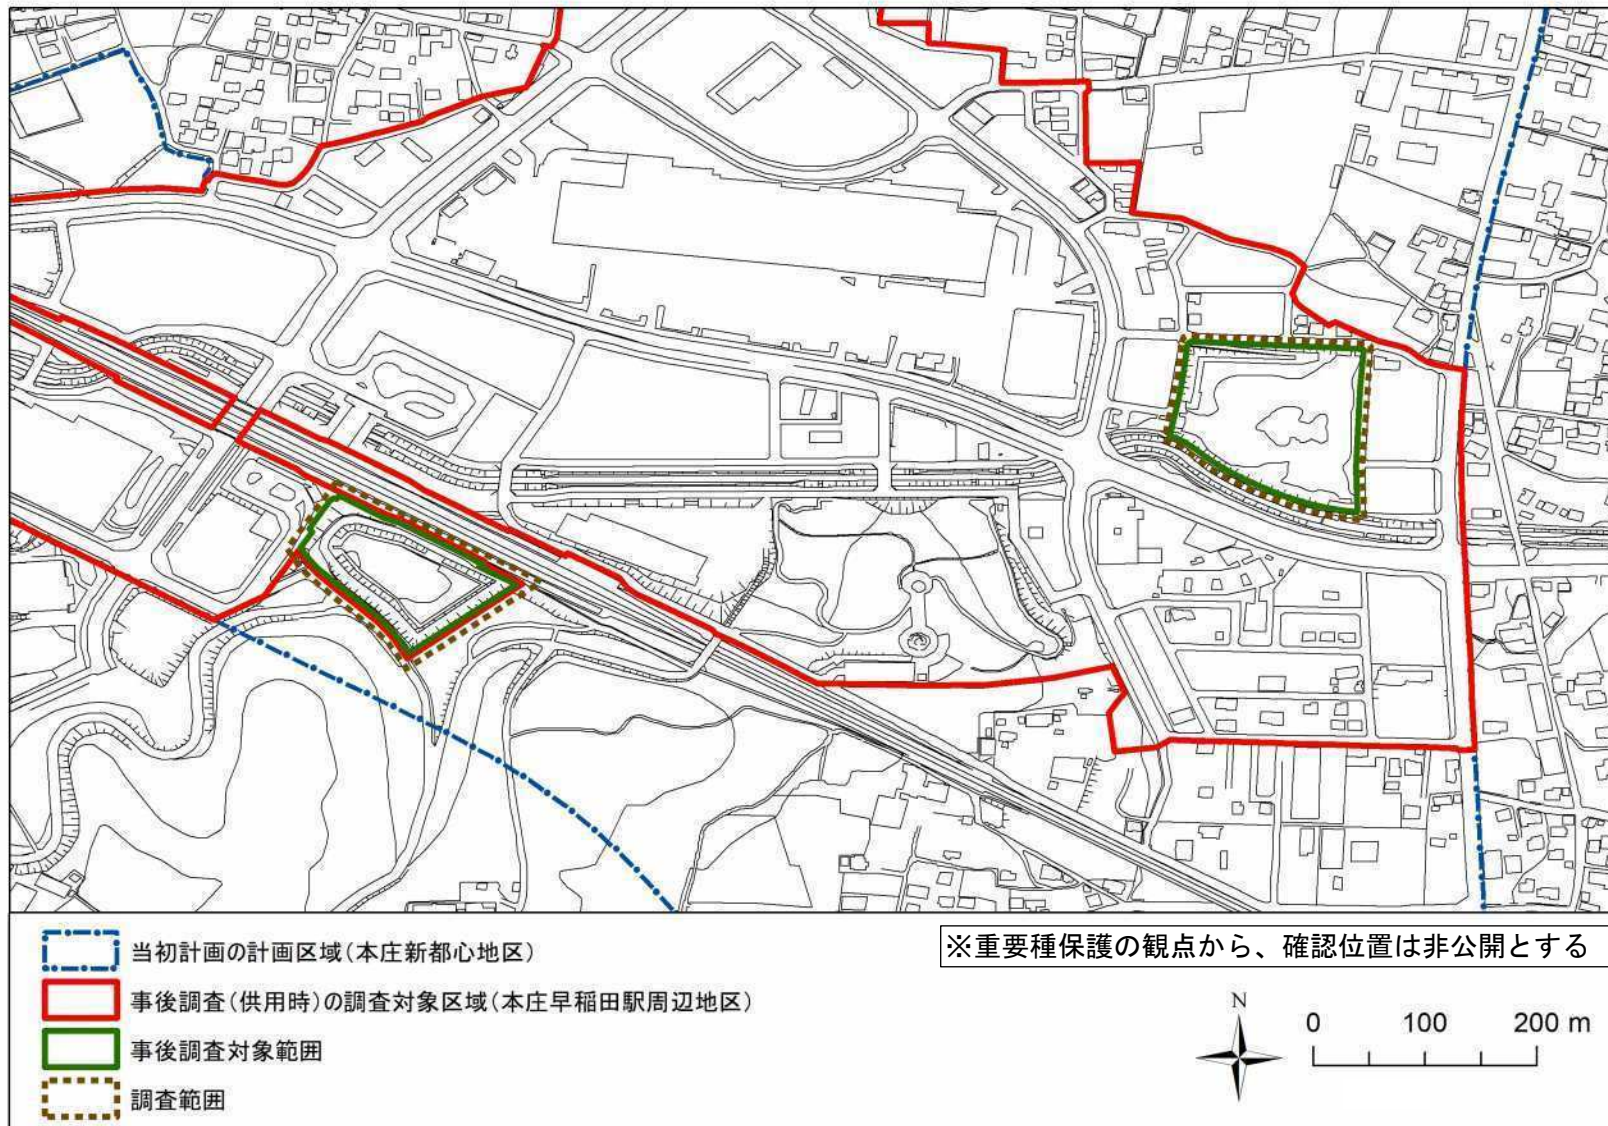 当初計画の計画区域(本庄新都心地区)
事後調査(供用時)の調査対象区域(本庄早稲田駅周辺地区)
事後調査対象範囲
調査範囲
※重要種保護の観点から、確認位置は非公開とする
N
0 100 200 m